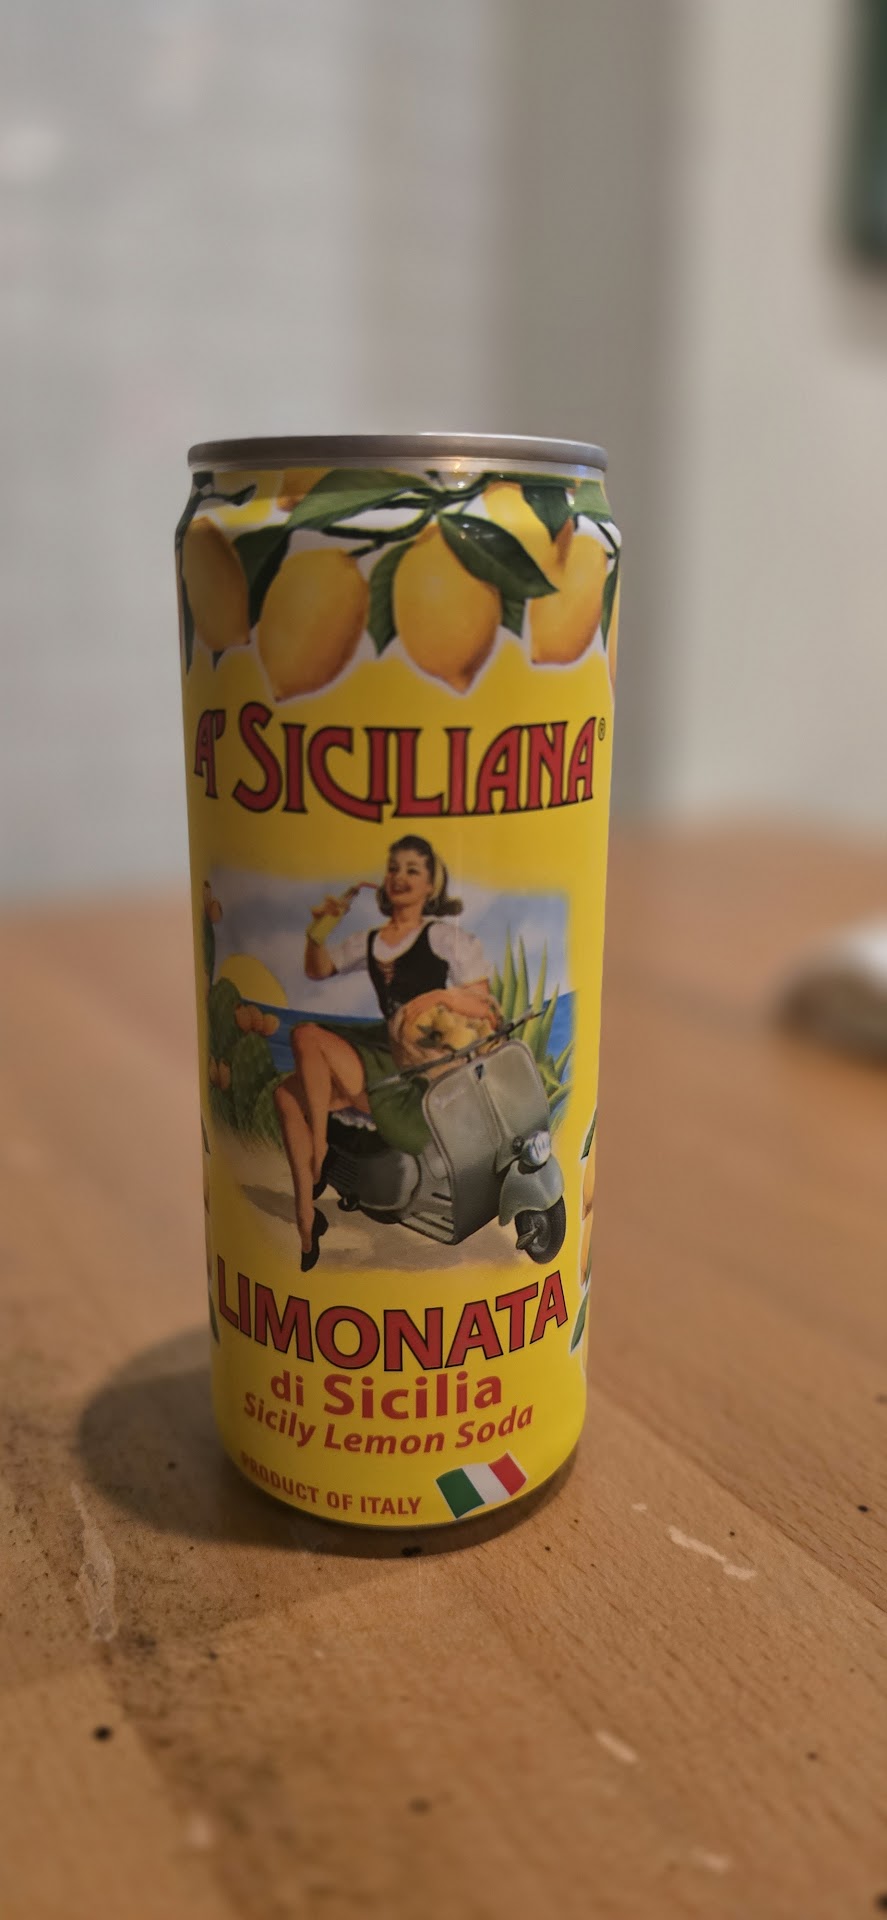 A' SICILIANA®
LIMONATA
di Sicilia
Sicily Lemon Soda
PRODUCT OF ITALY